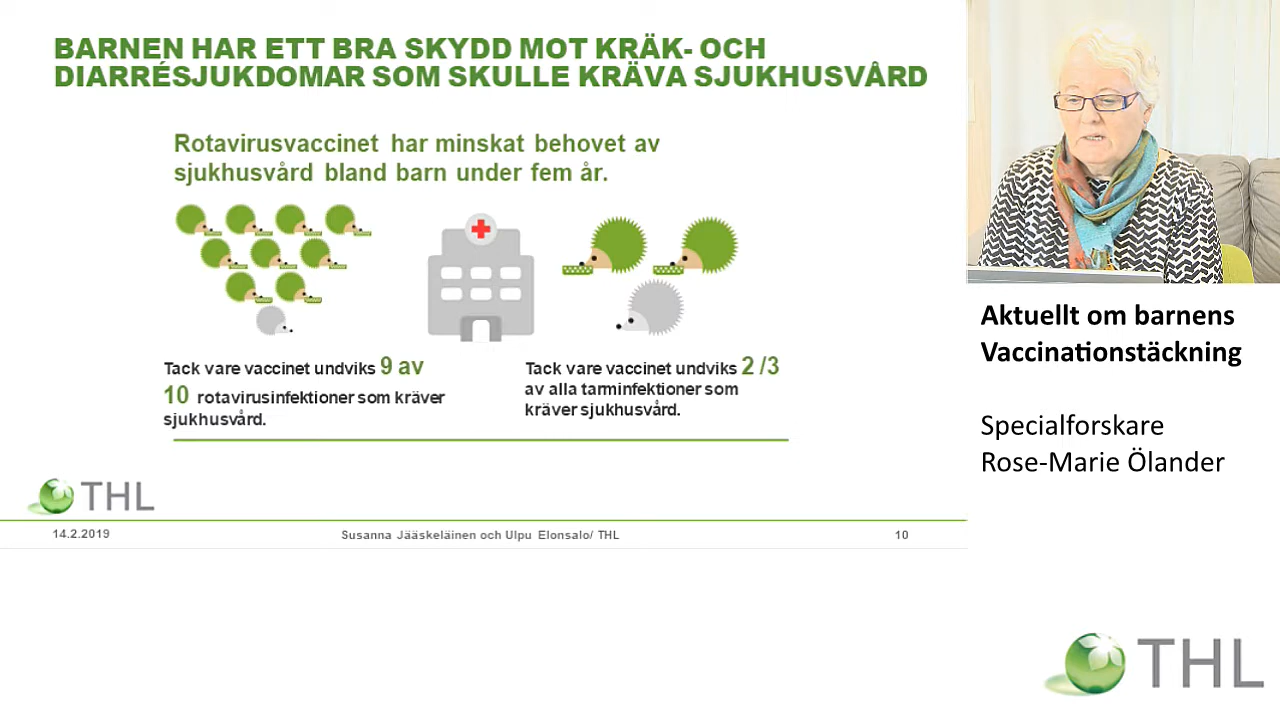 BARNEN HAR ETT BRA SKYDD MOT KRÄK- OCH
DIARRÉSJUKDOMAR SOM SKULLE KRÄVA SJUKHUSVÅRD
Rotavirusvaccinet har minskat behovet av
sjukhusvård bland barn under fem år.
Tack vare vaccinet undviks 9 av
10 rotavirusinfektioner som kräver
sjukhusvård.
Tack vare vaccinet undviks 2 /3
av alla tarminfektioner som
kräver sjukhusvård.
THL
14.2.2019
Susanna Jääskeläinen och Ulpu Elonsalo/ THL
10
Aktuellt om barnens
Vaccinationstäckning
Specialforskare
Rose-Marie Ölander
THL